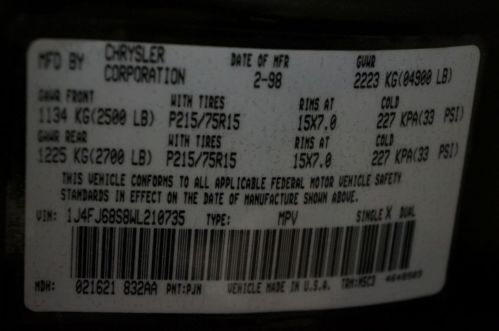 MFD BY CHRYSLER CORPORATION DATE OF MFR 2-98 GVWR 2223 KG(04900 LB)
GAWR FRONT WITH TIRES RIMS AT COLD
1134 KG(2500 LB) P215/75R15 15X7.0 227 KPA(33 PSI)
GAWR REAR WITH TIRES RIMS AT COLD
1225 KG(2700 LB) P215/75R15 15X7.0 227 KPA(33 PSI)
THIS VEHICLE CONFORMS TO ALL APPLICABLE FEDERAL MOTOR VEHICLE SAFETY
STANDARDS IN EFFECT ON THE DATE OF MANUFACTURE SHOWN ABOVE.
VIN: 1J4FJ68S8WL210735 TYPE: MPV SINGLE X DUAL
MDH: 021621 832AA PNT:PJN VEHICLE MADE IN U.S.A. TRM:MSC3